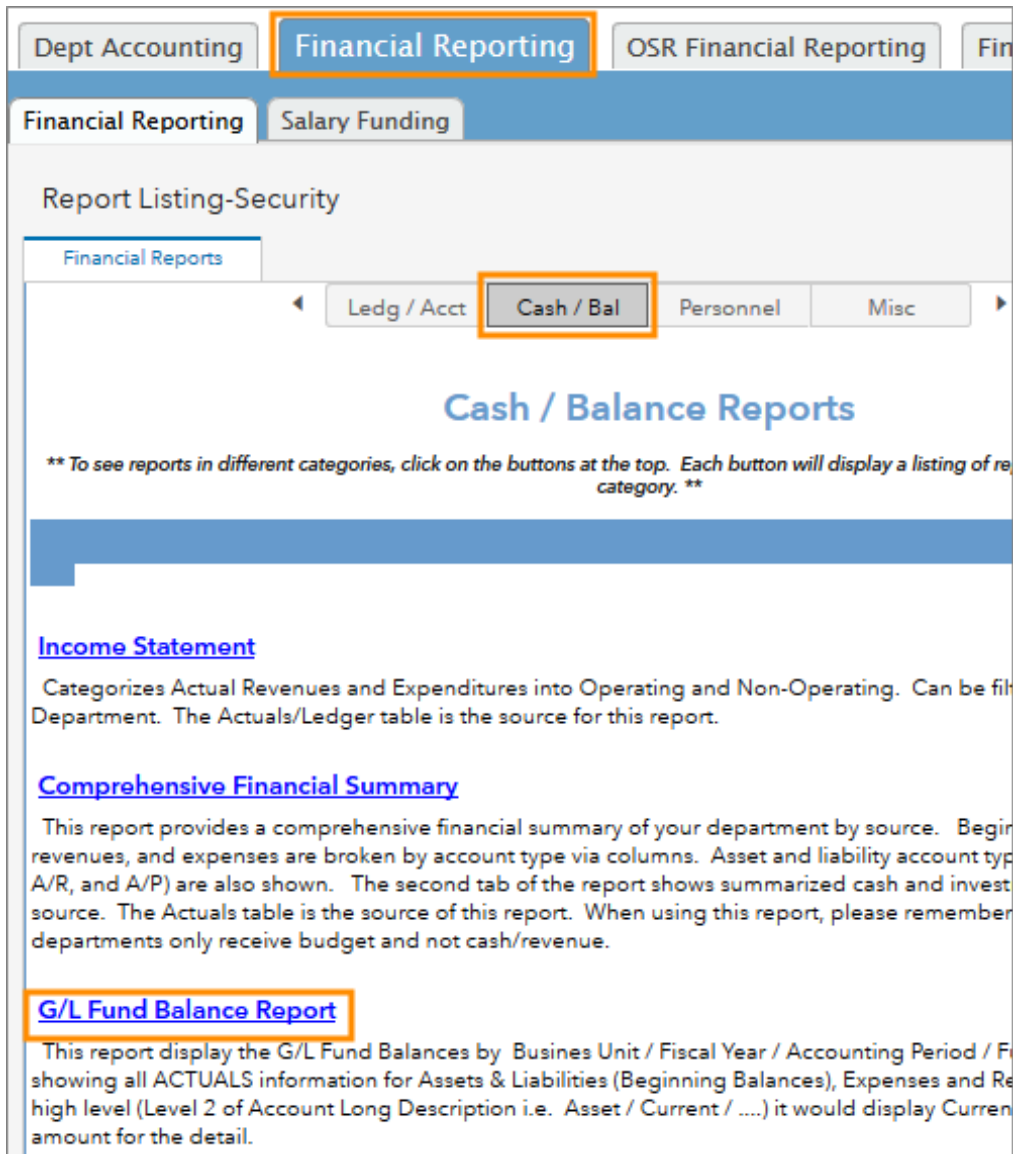 Dept Accounting Financial Reporting OSR Financial Reporting
Financial Reporting Salary Funding
Report Listing-Security
Financial Reports
Ledg / Acct Cash / Bal Personnel Misc
Cash / Balance Reports
** To see reports in different categories, click on the buttons at the top. Each button will display a listing of
category. **
Income Statement
Categorizes Actual Revenues and Expenditures into Operating and Non-Operating. Can be
Department. The Actuals/Ledger table is the source for this report.
Comprehensive Financial Summary
This report provides a comprehensive financial summary of your department by source.
revenues, and expenses are broken by account type via columns. Asset and liability account
A/R, and A/P) are also shown. The second tab of the report shows summarized cash and
source. The Actuals table is the source of this report. When using this report, please remember
departments only receive budget and not cash/revenue.
G/L Fund Balance Report
This report display the G/L Fund Balances by Busines Unit / Fiscal Year / Accounting Period /
showing all ACTUALS information for Assets & Liabilities (Beginning Balances), Expenses and
high level (Level 2 of Account Long Description i.e. Asset / Current / ....) it would display
amount for the detail.